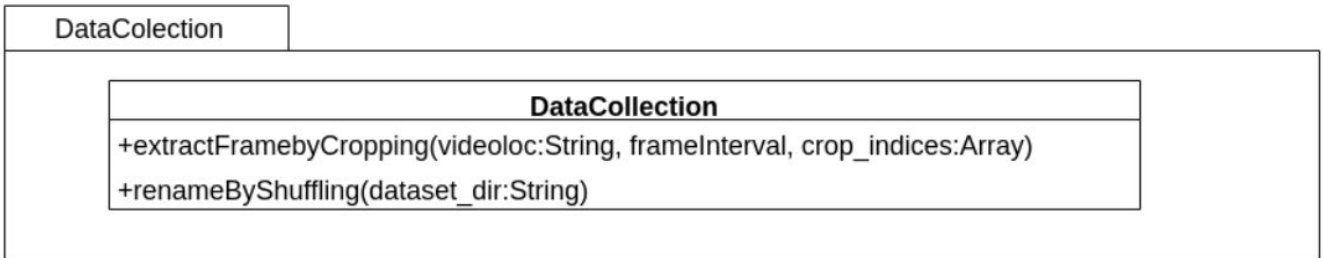 DataColection
DataCollection
+extractFramebyCropping(videoloc:String, frameInterval, crop_indices:Array)
+renameByShuffling(dataset_dir:String)